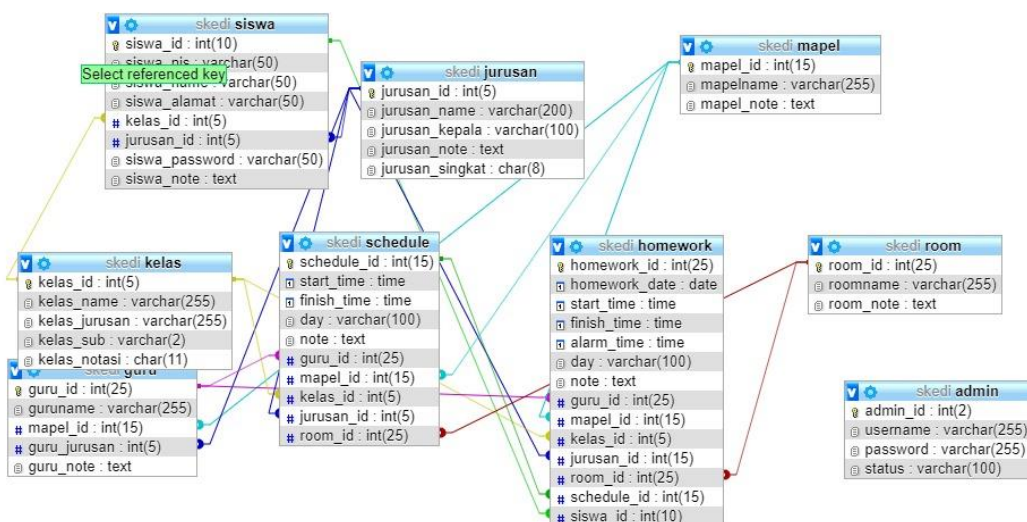 skedi siswa
siswa_id : int(10)
siswa_nis : varchar(50)
Select referenced key
siswa_name : varchar(50)
siswa_alamat : varchar(50)
kelas_id : int(5)
jurusan_id : int(5)
siswa_password : varchar(50)
siswa_note : text
skedi jurusan
jurusan_id : int(5)
jurusan_name : varchar(200)
jurusan_kepala : varchar(100)
jurusan_note : text
jurusan_singkat : char(8)
skedi mapel
mapel_id : int(15)
mapelname : varchar(255)
mapel_note : text
skedi kelas
kelas_id : int(5)
kelas_name : varchar(255)
kelas_jurusan : varchar(255)
kelas_sub : varchar(2)
kelas_notasi : char(11)
skedi guru
guru_id : int(25)
guruname : varchar(255)
mapel_id : int(15)
guru_jurusan : int(5)
guru_note : text
skedi schedule
schedule_id : int(15)
start_time : time
finish_time : time
day : varchar(100)
note : text
guru_id : int(25)
mapel_id : int(15)
kelas_id : int(5)
jurusan_id : int(5)
room_id : int(25)
skedi homework
homework_id : int(25)
homework_date : date
start_time : time
finish_time : time
alarm_time : time
day : varchar(100)
note : text
guru_id : int(25)
mapel_id : int(15)
kelas_id : int(5)
jurusan_id : int(15)
room_id : int(25)
schedule_id : int(15)
siswa_id : int(10)
skedi room
room_id : int(25)
roomname : varchar(255)
room_note : text
skedi admin
admin_id : int(2)
username : varchar(255)
password : varchar(255)
status : varchar(100)